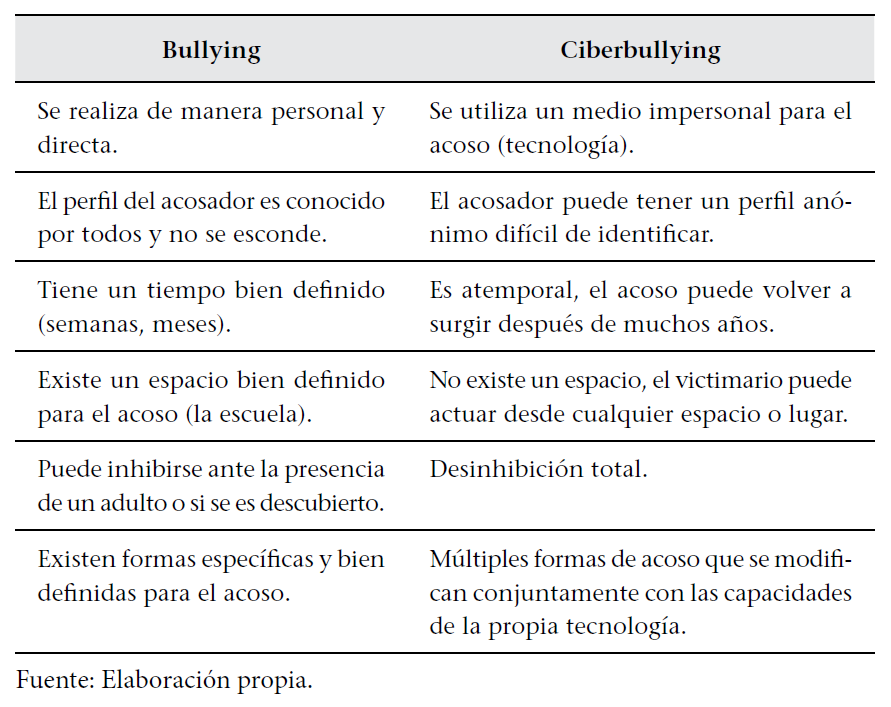 Bullying Ciberbullying
Se realiza de manera personal y
directa.
Se utiliza un medio impersonal para el
acoso (tecnología).
El perfil del acosador es conocido
por todos y no se esconde.
El acosador puede tener un perfil anó-
nimo difícil de identificar.
Tiene un tiempo bien definido
(semanas, meses).
Es atemporal, el acoso puede volver a
surgir después de muchos años.
Existe un espacio bien definido
para el acoso (la escuela).
No existe un espacio, el victimario puede
actuar desde cualquier espacio o lugar.
Puede inhibirse ante la presencia
de un adulto o si se es descubierto.
Desinhibición total.
Existen formas específicas y bien
definidas para el acoso.
Múltiples formas de acoso que se modifi-
can conjuntamente con las capacidades
de la propia tecnología.
Fuente: Elaboración propia.